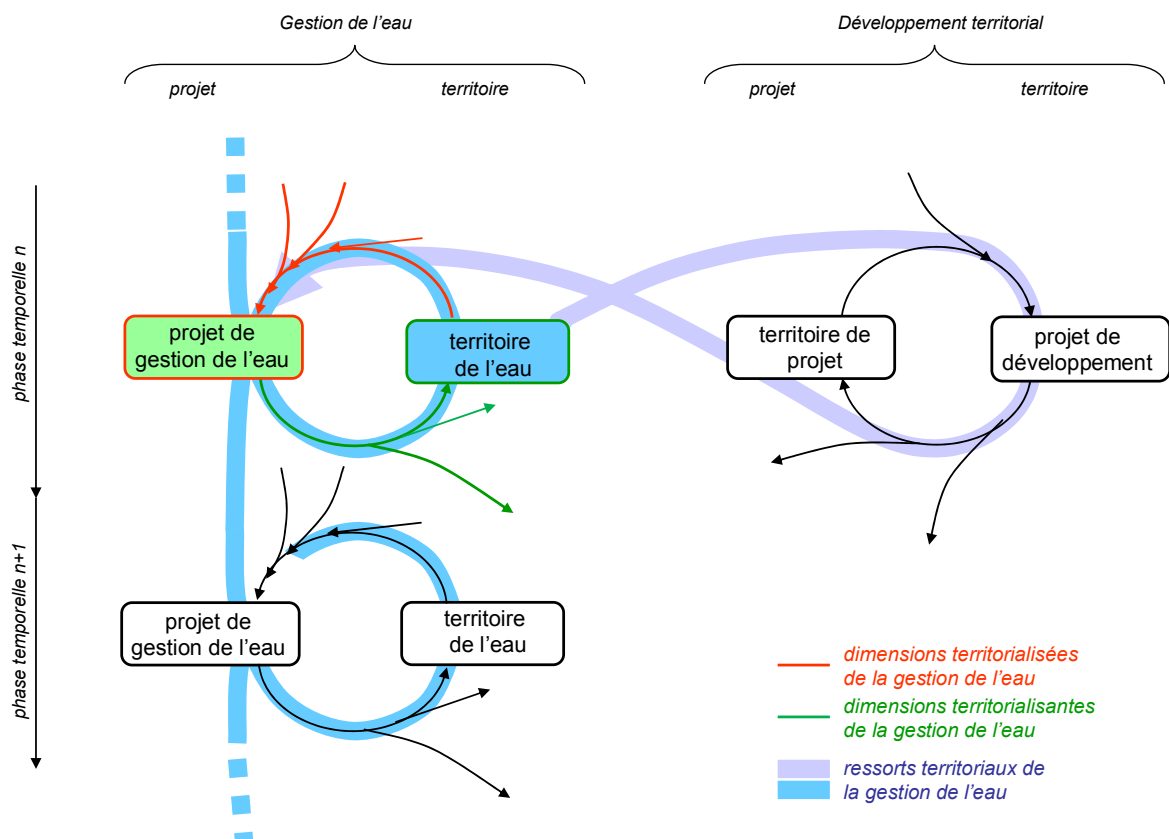 Gestion de l'eau
Développement territorial
projet
territoire
projet
territoire
phase temporelle n
projet de
gestion de l'eau
territoire
de l'eau
territoire de
projet
projet de
développement
phase temporelle n+1
projet de
gestion de l'eau
territoire
de l'eau
dimensions territorialisées
de la gestion de l'eau
dimensions territorialisantes
de la gestion de l'eau
ressorts territoriaux de
la gestion de l'eau